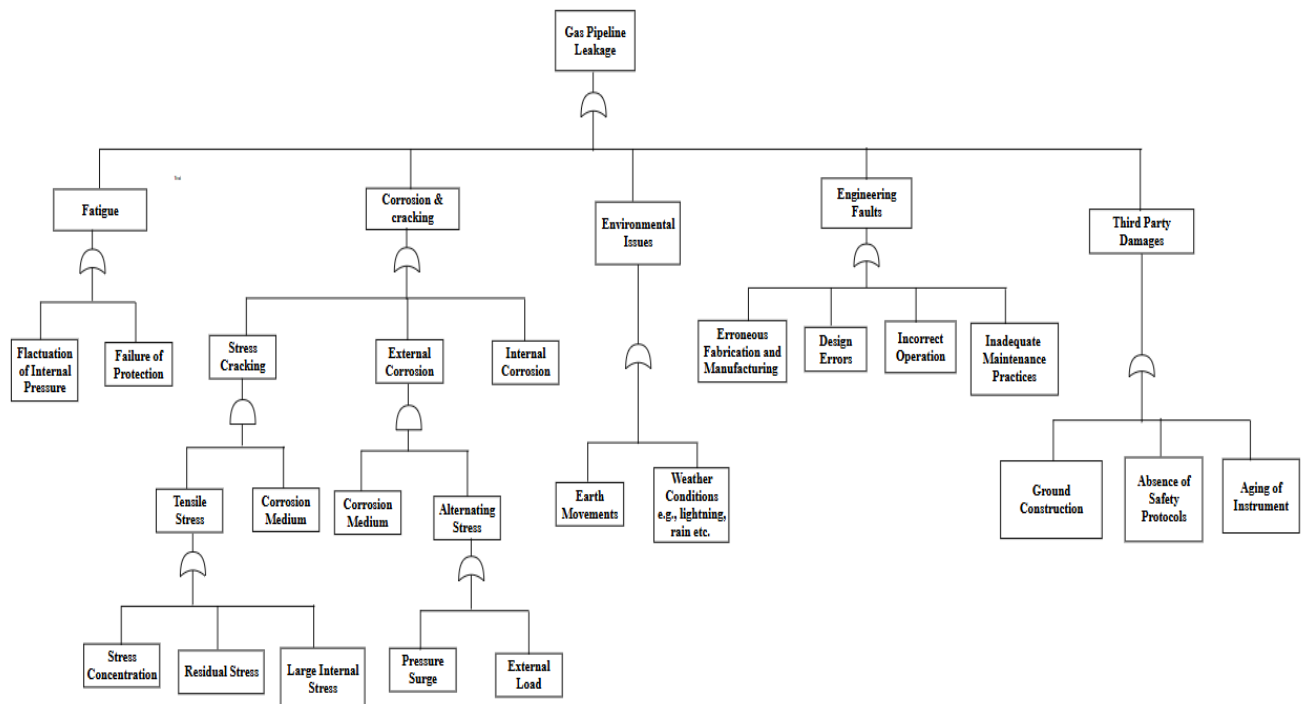 Gas Pipeline
Leakage
Fatigue
Corrosion &
cracking
Environmental
Issues
Engineering
Faults
Third Party
Damages
Flactuation
of Internal
Pressure
Failure of
Protection
Stress
Cracking
External
Corrosion
Internal
Corrosion
Erroneous
Fabrication and
Manufacturing
Design
Errors
Incorrect
Operation
Inadequate
Maintenance
Practices
Tensile
Stress
Corrosion
Medium
Corrosion
Medium
Alternating
Stress
Earth
Movements
Weather
Conditions
e.g., lightning,
rain etc.
Ground
Construction
Absence of
Safety
Protocols
Aging of
Instrument
Stress
Concentration
Residual Stress
Large Internal
Stress
Pressure
Surge
External
Load